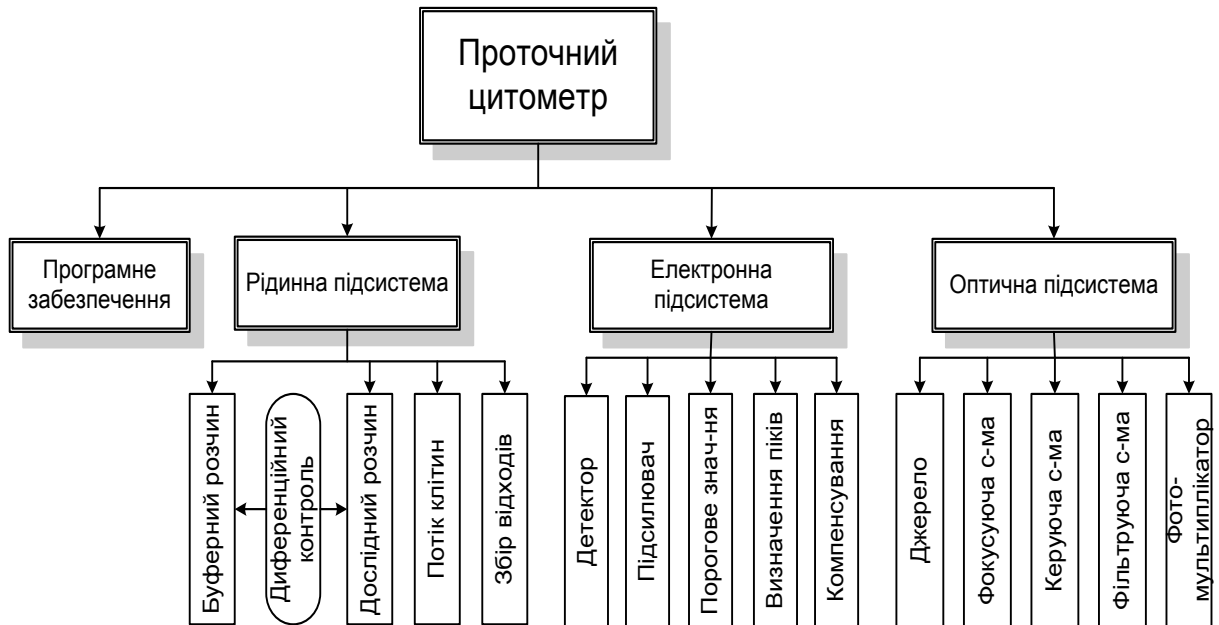 Проточний
цитометр
Програмне
забезпечення
Рідинна підсистема
Електронна
підсистема
Оптична підсистема
Буферний розчин
Диференційний
контроль
Дослідний розчин
Потік клітин
Збір відходів
Детектор
Підсилювач
Порогове знач-ня
Визначення піків
Компенсування
Джерело
Фокусуюча с-ма
Керуюча с-ма
Фільтруюча с-ма
Фото-
мультиплікатор